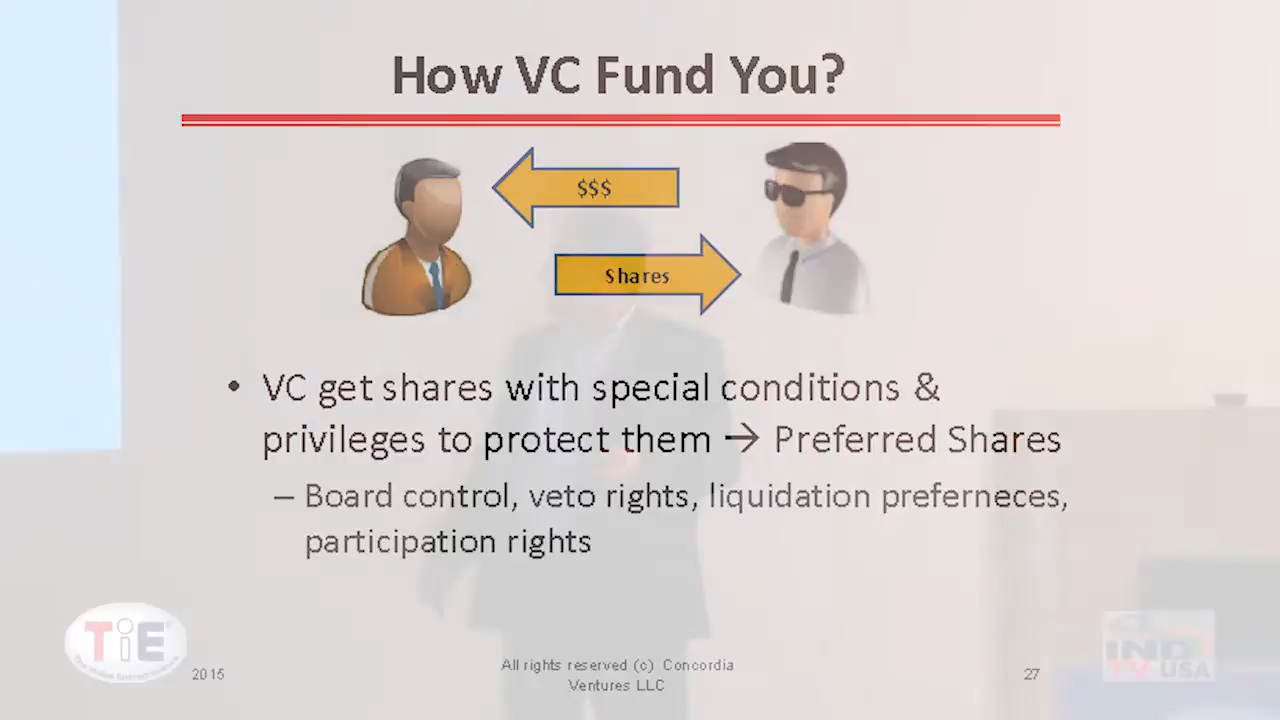 How VC Fund You?
$$$
Shares
• VC get shares with special conditions &
privileges to protect them → Preferred Shares
– Board control, veto rights, liquidation preferneces,
participation rights
TiE
2015
All rights reserved (c) Concordia
Ventures LLC
27
IND
TV USA